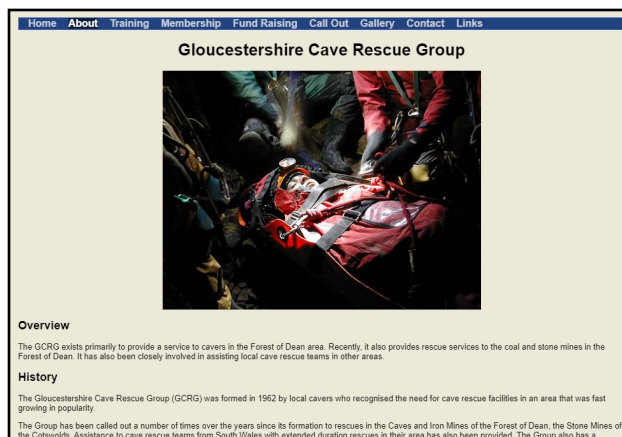 Home About Training Membership Fund Raising Call Out Gallery Contact Links
Gloucestershire Cave Rescue Group
Overview
The GCRG exists primarily to provide a service to cavers in the Forest of Dean area. Recently, it also provides rescue services to the coal and stone mines in the
Forest of Dean. It has also been closely involved in assisting local cave rescue teams in other areas.
History
The Gloucestershire Cave Rescue Group (GCRG) was formed in 1962 by local cavers who recognised the need for cave rescue facilities in an area that was fast
growing in popularity.
The Group has been called out a number of times over the years since its formation to rescues in the Caves and Iron Mines of the Forest of Dean, the Stone Mines of
the Cotswolds. Assistance to cave rescue teams from South Wales with extended duration rescues in their area has also been provided. The Group also has a